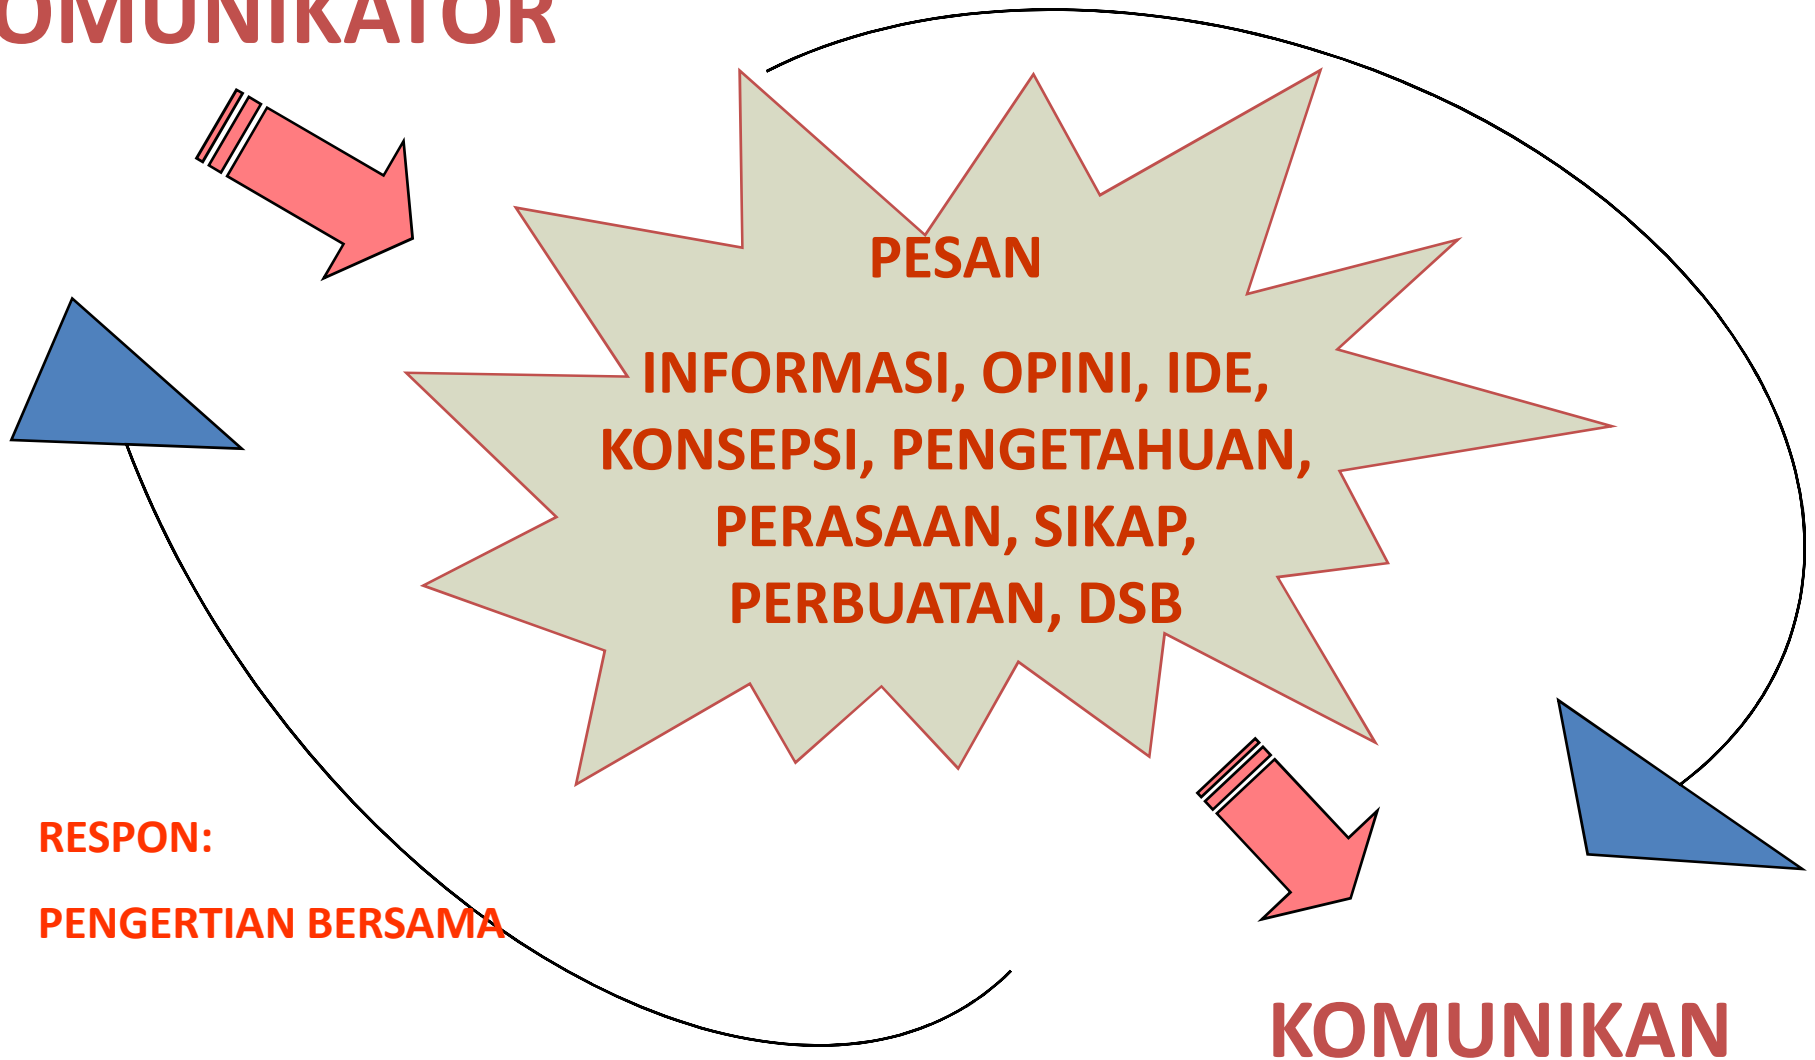 OMUNIKATOR
PESAN
INFORMASI, OPINI, IDE,
KONSEPSI, PENGETAHUAN,
PERASAAN, SIKAP,
PERBUATAN, DSB
RESPON:
PENGERTIAN BERSAMA
KOMUNIKAN